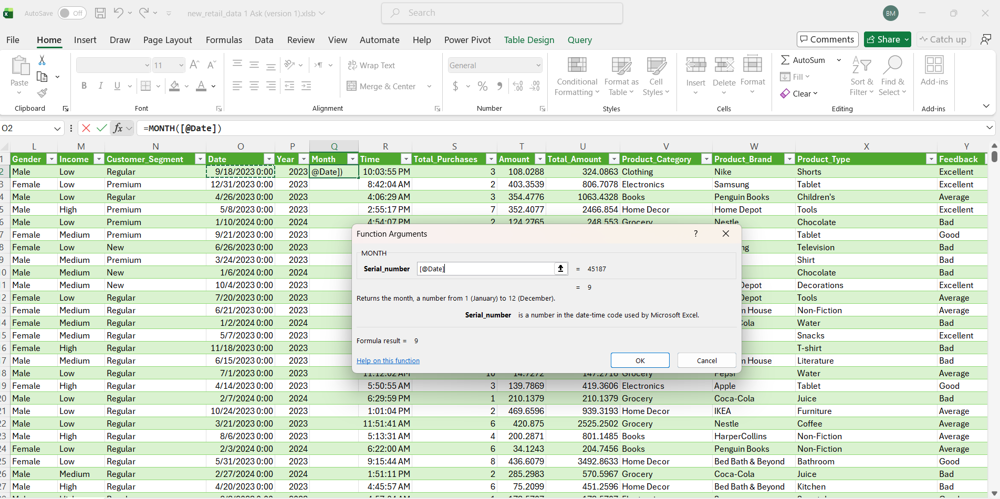 AutoSave Off new_retail_data 1 Ask (version 1).xlsb Search BM
File Home Insert Draw Page Layout Formulas Data Review View Automate Help Power Pivot Table Design Query Comments Share Catch up
Paste 11 Wrap Text General AutoSum
B I U Merge & Center $ % Conditional Formatting Format as Table Cell Styles Insert Delete Format Fill Sort & Filter Find & Select Add-ins
Clear
Clipboard Font Alignment Number Styles Cells Editing Add-ins
O2 fx =MONTH([@Date])
L M N O P Q R S T U V W X Y
1 Gender Income Customer_Segment Date Year Month Time Total_Purchases Amount Total_Amount Product_Category Product_Brand Product_Type Feedback
2 Male Low Regular 9/18/2023 0:00 2023 @Date]) 10:03:55 PM 3 108.0288 324.0863 Clothing Nike Shorts Excellent
3 Female Low Premium 12/31/2023 0:00 2023 8:42:04 AM 2 403.3539 806.7078 Electronics Samsung Tablet Excellent
4 Male Low Regular 4/26/2023 0:00 2023 4:06:29 AM 3 354.4776 1063.4328 Books Penguin Books Children's Average
5 Male High Premium 5/8/2023 0:00 2023 2:55:17 PM 7 352.4077 2466.854 Home Decor Home Depot Tools Excellent
6 Male Low Premium 1/10/2024 0:00 2024 4:54:07 PM 2 124.2765 248.553 Grocery Nestle Chocolate Bad
7 Female Medium Premium 9/21/2023 0:00 2023 Tablet Good
8 Female Low New 6/26/2023 0:00 2023 ng Television Bad
9 Male Medium Premium 3/24/2023 0:00 2023 Shirt Bad
0 Male Medium New 1/6/2024 0:00 2024 Chocolate Bad
1 Male Medium New 10/4/2023 0:00 2023 Depot Decorations Excellent
2 Female Low Regular 7/20/2023 0:00 2023 Depot Tools Average
3 Female Medium Regular 6/21/2023 0:00 2023 m House Non-Fiction Average
4 Female Medium Regular 1/2/2024 0:00 2024 Cola Water Bad
5 Female Medium Regular 5/7/2023 0:00 2023 Snacks Excellent
16 Female High Regular 11/18/2023 0:00 2023 T-shirt Bad
17 Male Medium Regular 6/15/2023 0:00 2023 m House Literature Bad
18 Male Low Regular 7/1/2023 0:00 2023 11:12:02 AM 10 14.7272 147.2716 Grocery Pepsi Water Average
19 Female High Regular 4/14/2023 0:00 2023 5:50:55 AM 3 139.7869 419.3606 Electronics Apple Tablet Good
20 Male Low Regular 2/7/2024 0:00 2024 6:29:59 PM 1 210.1379 210.1379 Grocery Coca-Cola Juice Bad
21 Male Low Regular 10/24/2023 0:00 2023 1:01:04 PM 2 469.6596 939.3193 Home Decor IKEA Furniture Average
22 Male Low Regular 3/21/2023 0:00 2023 11:51:41 AM 6 420.875 2525.2502 Grocery Nestle Coffee Average
23 Male High Regular 8/6/2023 0:00 2023 5:13:31 AM 4 200.2871 801.1485 Books HarperCollins Non-Fiction Average
24 Female Low Regular 2/3/2024 0:00 2024 6:22:00 AM 6 34.1243 204.7456 Books Penguin Books Non-Fiction Average
25 Female Low Regular 5/31/2023 0:00 2023 9:15:44 AM 8 436.6079 3492.8633 Home Decor Bed Bath & Beyond Bathroom Good
26 Male Medium Regular 2/27/2024 0:00 2024 1:51:11 PM 2 285.2983 570.5967 Grocery Coca-Cola Juice Bad
27 Male High Regular 4/20/2023 0:00 2023 4:45:57 AM 6 75.2099 451.2596 Home Decor Bed Bath & Beyond Kitchen Bad
Function Arguments ?
MONTH
Serial_number [@Date] = 45187
= 9
Returns the month, a number from 1 (January) to 12 (December).
Serial_number is a number in the date-time code used by Microsoft Excel.
Formula result = 9
Help on this function OK Cancel